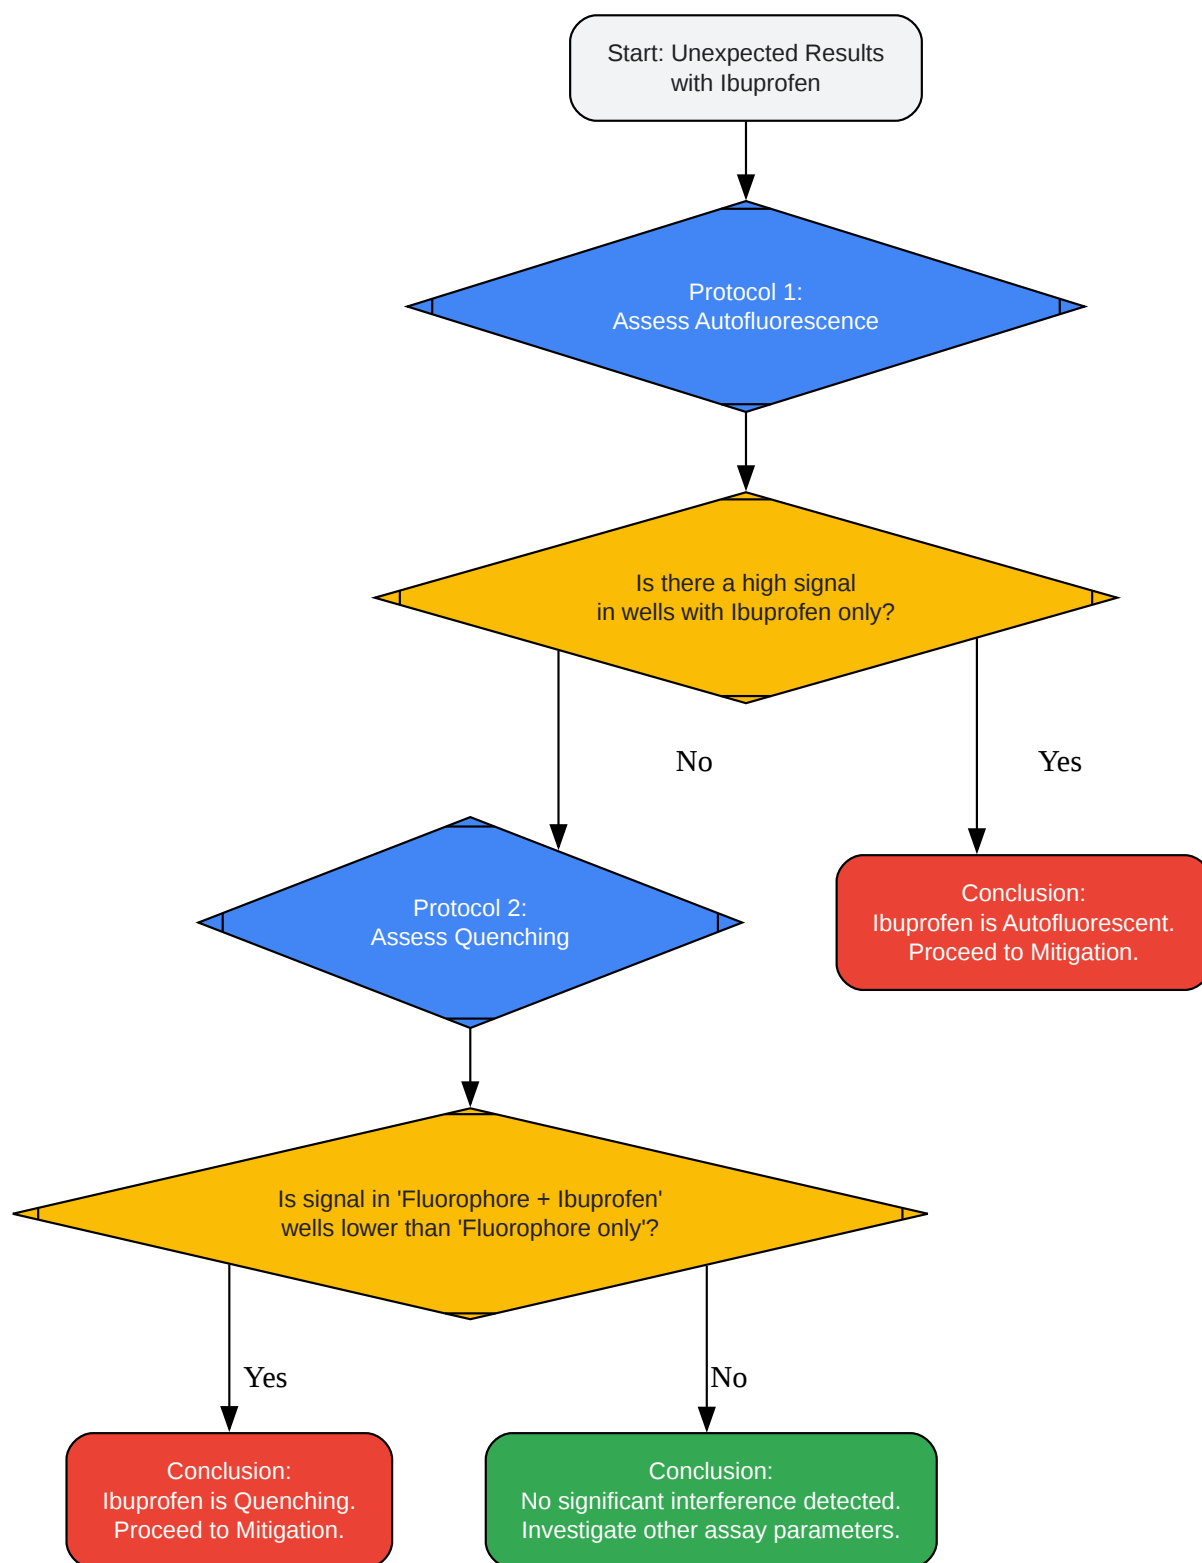 Start: Unexpected Results
with Ibuprofen
Protocol 1:
Assess Autofluorescence
Is there a high signal
in wells with Ibuprofen only?
No
Yes
Protocol 2:
Assess Quenching
Conclusion:
Ibuprofen is Autofluorescent.
Proceed to Mitigation.
Is signal in 'Fluorophore + Ibuprofen'
wells lower than 'Fluorophore only'?
Yes
No
Conclusion:
Ibuprofen is Quenching.
Proceed to Mitigation.
Conclusion:
No significant interference detected.
Investigate other assay parameters.